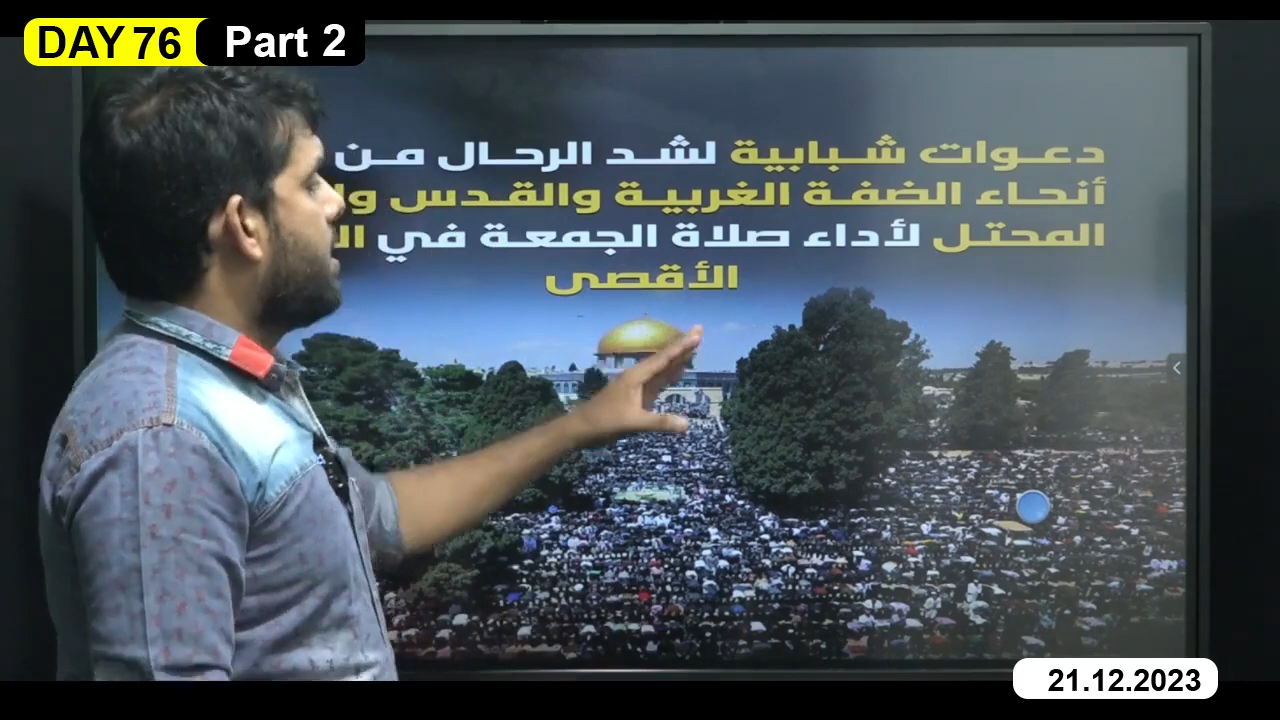 DAY 76 Part 2
دعوات شبابية لشد الرحال من
أنحاء الضفة الغربية والقدس
المحتل لأداء صلاة الجمعة في
الأقصى
21.12.2023